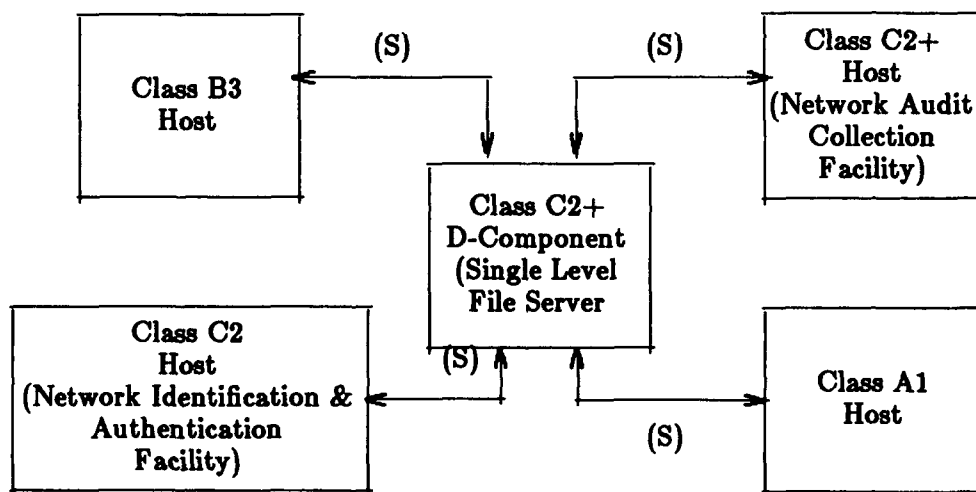 Class B3
Host
(S)
(S)
Class C2+
Host
(Network Audit
Collection
Facility)
Class C2+
D-Component
(Single Level
File Server
Class C2
Host
(Network Identification &
Authentication
Facility)
(S)
(S)
Class A1
Host